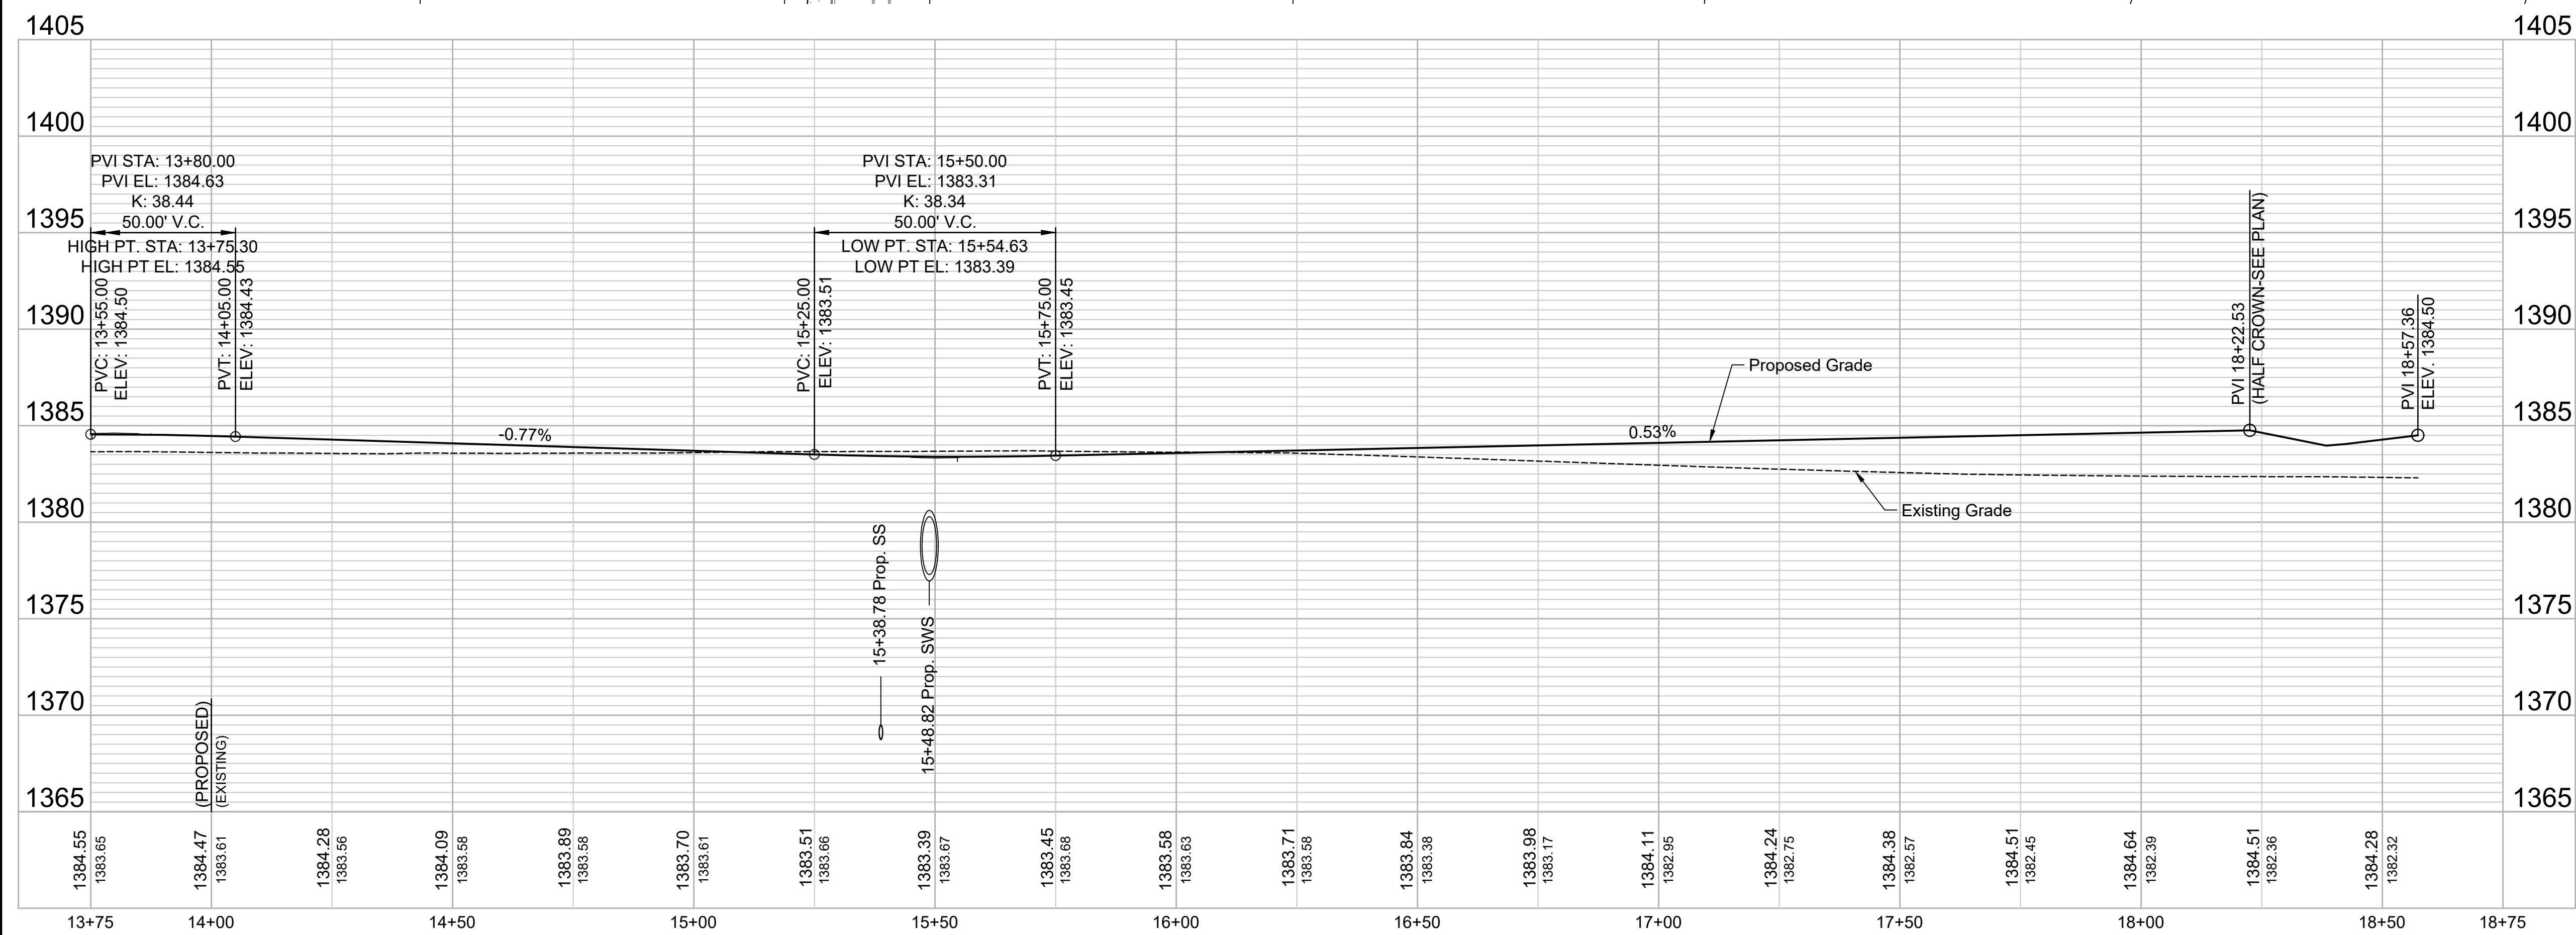 1405
1405
1400
1400
1395
1395
1390
1390
1385
1385
1380
1380
1375
1375
1370
1370
1365
1365
PVI STA: 13+80.00
PVI EL: 1384.63
K: 38.44
50.00' V.C.
HIGH PT. STA: 13+75.30
HIGH PT EL: 1384.55
PVC: 13+55.00
ELEV: 1384.50
PVT: 14+05.00
ELEV: 1384.43
PVI STA: 15+50.00
PVI EL: 1383.31
K: 38.34
50.00' V.C.
LOW PT. STA: 15+54.63
LOW PT EL: 1383.39
PVC: 15+25.00
ELEV: 1383.51
PVT: 15+75.00
ELEV: 1383.45
PVI 18+22.53
(HALF CROWN-SEE PLAN)
PVI 18+57.36
ELEV. 1384.50
-0.77%
0.53%
Proposed Grade
Existing Grade
15+38.78 Prop. SS
15+48.82 Prop. SWS
(PROPOSED)
(EXISTING)
1384.55
1383.65
1384.47
1383.61
1384.28
1383.56
1384.09
1383.58
1383.89
1383.58
1383.70
1383.61
1383.51
1383.66
1383.39
1383.67
1383.45
1383.68
1383.58
1383.63
1383.71
1383.58
1383.84
1383.38
1383.98
1383.17
1384.11
1382.95
1384.24
1382.75
1384.38
1382.57
1384.51
1382.45
1384.64
1382.39
1384.51
1382.36
1384.28
1382.32
13+75
14+00
14+50
15+00
15+50
16+00
16+50
17+00
17+50
18+00
18+50
18+75